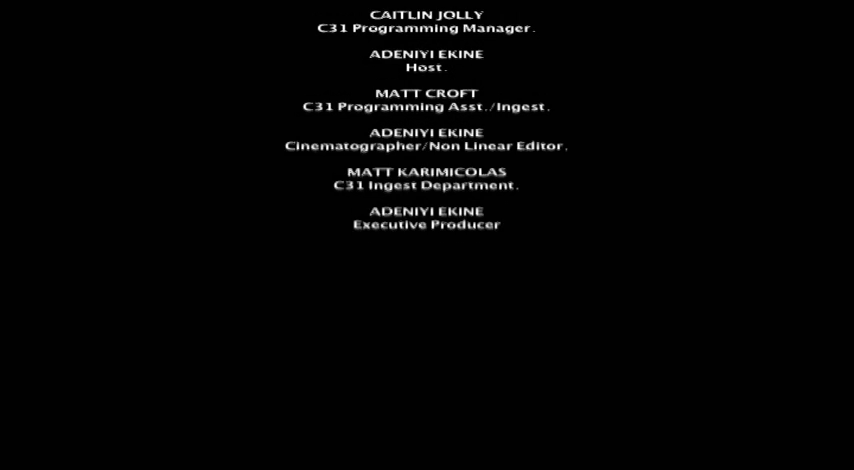 CAITLIN JOLLY
C31 Programming Manager.
ADENIYI EKINE
Host.
MATT CROFT
C31 Programming Asst./Ingest.
ADENIYI EKINE
Cinematographer/Non Linear Editor.
MATT KARIMICOLAS
C31 Ingest Department.
ADENIYI EKINE
Executive Producer